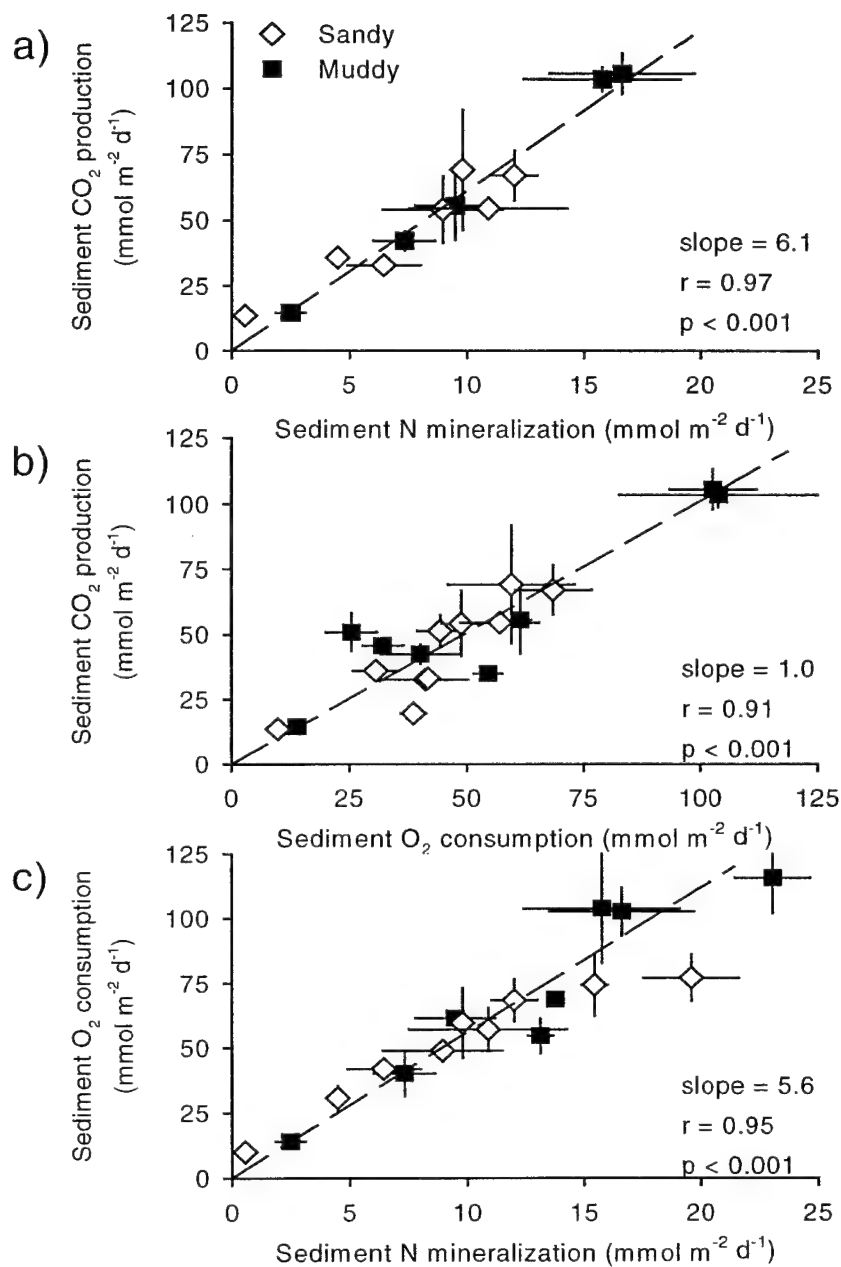 a)
Sandy
Muddy
Sediment CO2 production
(mmol m-2 d-1)
125
100
75
50
25
0
slope = 6.1
r = 0.97
p < 0.001
0 5 10 15 20 25
Sediment N mineralization (mmol m-2 d-1)
b)
Sediment CO2 production
(mmol m-2 d-1)
125
100
75
50
25
0
slope = 1.0
r = 0.91
p < 0.001
0 25 50 75 100 125
Sediment O2 consumption (mmol m-2 d-1)
c)
Sediment O2 consumption
(mmol m-2 d-1)
125
100
75
50
25
0
slope = 5.6
r = 0.95
p < 0.001
0 5 10 15 20 25
Sediment N mineralization (mmol m-2 d-1)